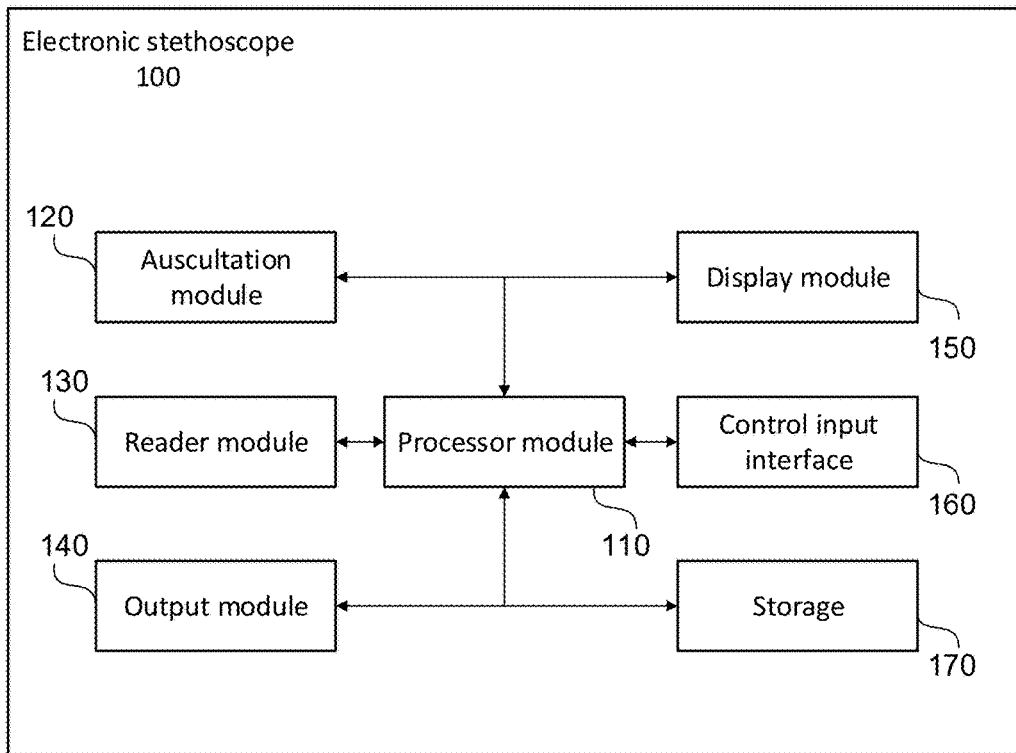 Electronic stethoscope
100
120
Auscultation
module
Display module
150
130
Reader module
Processor module
Control input
interface
160
140
110
Output module
Storage
170